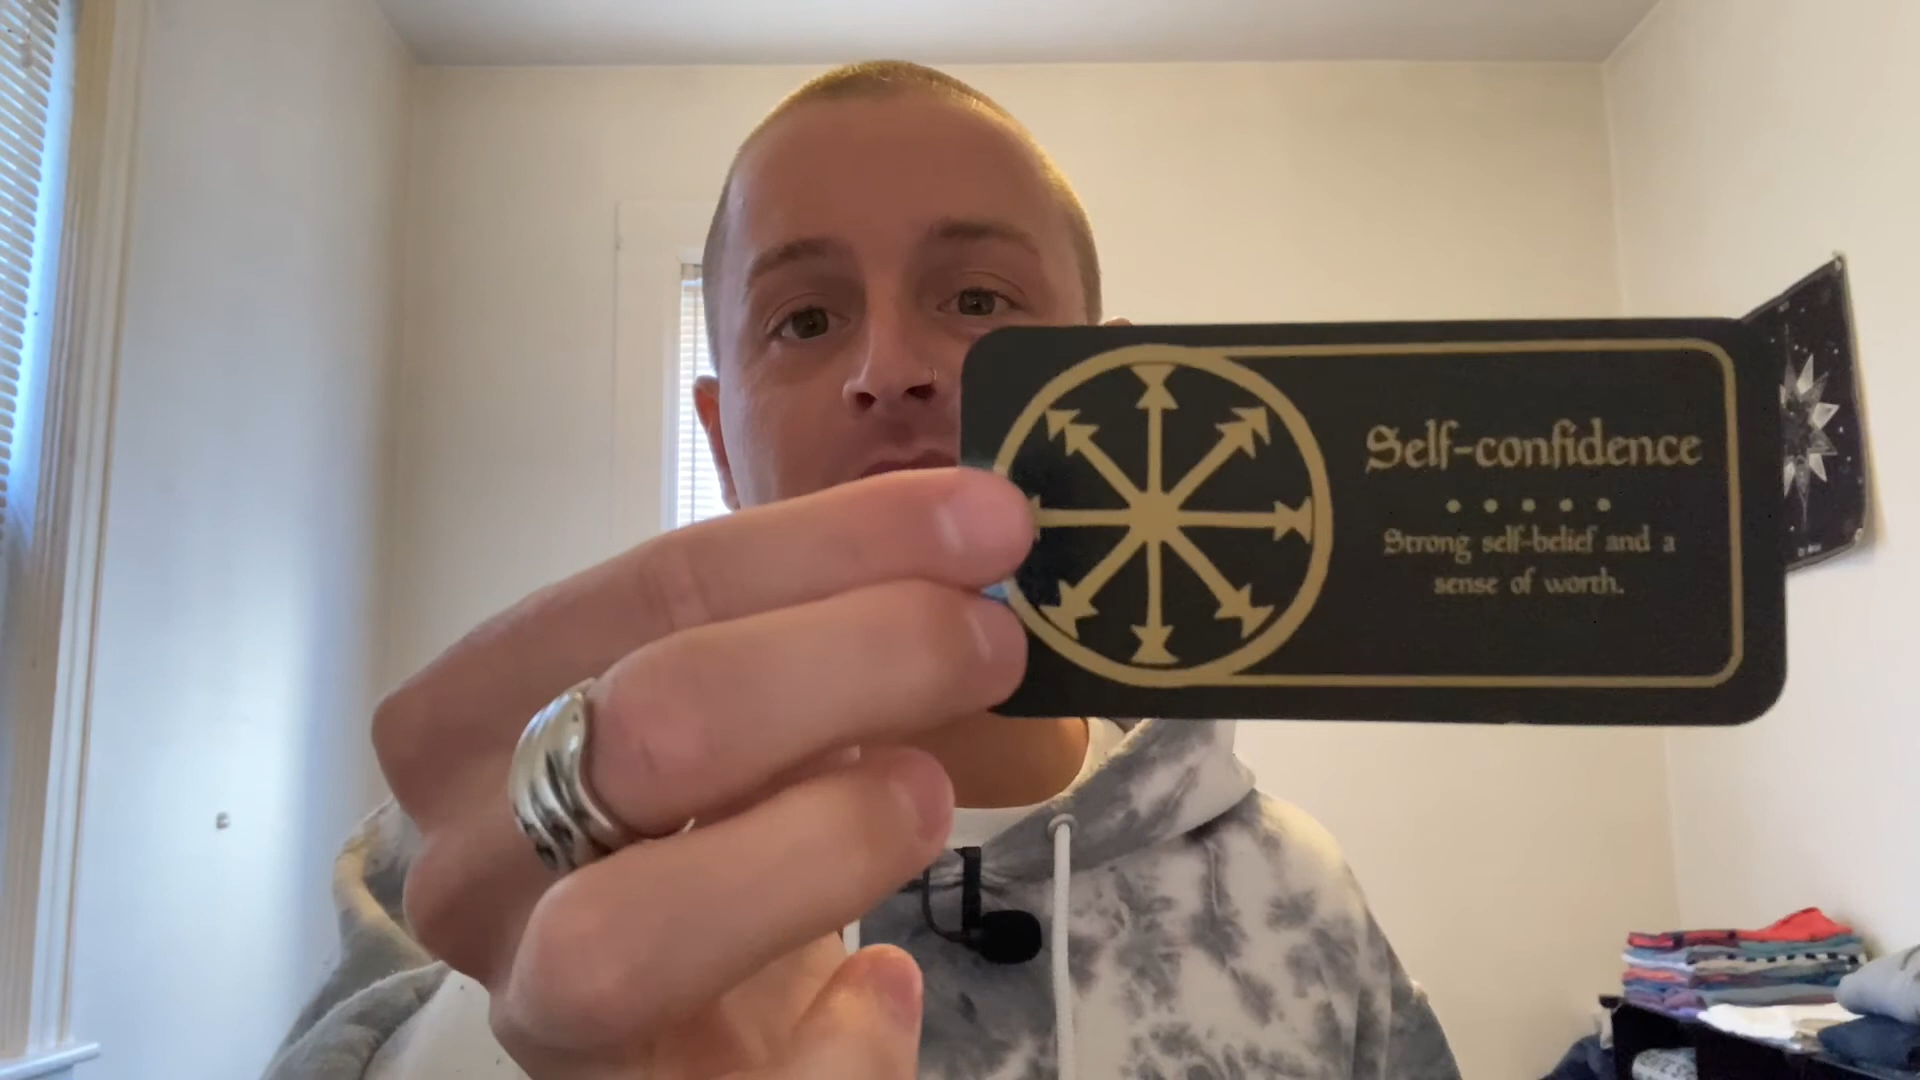 Self-confidence
Strong self-belief and a
sense of worth.